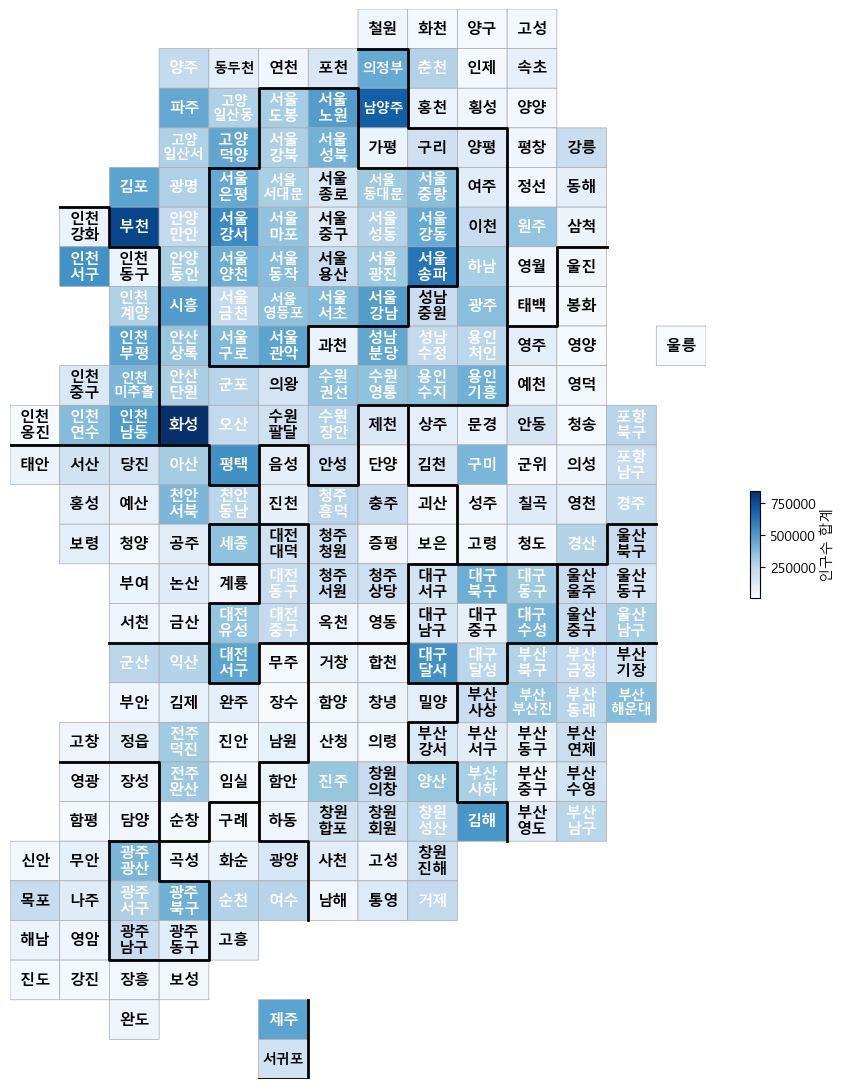 철원 화천 양구 고성
양주 동두천 연천 포천 의정부 춘천 인제 속초
파주 고양 서울 서울 남양주 홍천 횡성 양양
일산동 도봉 노원
고양 고양 서울 서울 가평 구리 양평 평창 강릉
일산서 덕양 강북 성북
김포 광명 서울 서울 서울 서울 서울 여주 정선 동해
은평 서대문 종로 동대문 중랑
인천 부천 안양 서울 서울 서울 서울 서울 이천 원주 삼척
강화 만안 강서 마포 중구 성동 강동
인천 인천 안양 서울 서울 서울 서울 서울 하남 영월 울진
서구 동구 동안 양천 동작 용산 광진 송파
인천 시흥 서울 서울 서울 서울 성남 광주 태백 봉화
계양 금천 영등포 서초 강남 중원
인천 안산 서울 서울 과천 성남 성남 용인 영주 영양 울릉
부평 상록 구로 관악 분당 수정 처인
인천 인천 안산 군포 의왕 수원 수원 용인 용인 예천 영덕
중구 미추홀 단원 권선 영통 수지 기흥
인천 인천 인천 화성 오산 수원 수원 제천 상주 문경 안동 청송 포항
옹진 연수 남동 팔달 장안 북구
태안 서산 당진 아산 평택 음성 안성 단양 김천 구미 군위 의성 포항
남구
홍성 예산 천안 천안 진천 청주 충주 괴산 성주 칠곡 영천 경주
서북 동남 흥덕
보령 청양 공주 세종 대전 청주 증평 보은 고령 청도 경산 울산
대덕 청원 북구
부여 논산 계룡 대전 청주 청주 대구 대구 대구 울산 울산
동구 서원 상당 서구 북구 동구 울주 동구
서천 금산 대전 대전 옥천 영동 대구 대구 대구 울산 울산
유성 중구 남구 중구 수성 중구 남구
군산 익산 대전 무주 거창 합천 대구 대구 부산 부산 부산
서구 달서 달성 북구 금정 기장
부안 김제 완주 장수 함양 창녕 밀양 부산 부산 부산 부산
사상 부산진 동래 해운대
고창 정읍 전주 진안 남원 산청 의령 부산 부산 부산 부산
덕진 강서 서구 동구 연제
영광 장성 전주 임실 함안 진주 창원 양산 부산 부산 부산
완산 의창 사하 중구 수영
함평 담양 순창 구례 하동 창원 창원 창원 김해 부산 부산
합포 회원 성산 영도 남구
신안 무안 광주 곡성 화순 광양 사천 고성 창원
광산 진해
목포 나주 광주 광주 순천 여수 남해 통영 거제
서구 북구
해남 영암 광주 광주 고흥
남구 동구
진도 강진 장흥 보성
완도 제주
서귀포
750000
500000
250000
인구수 합계